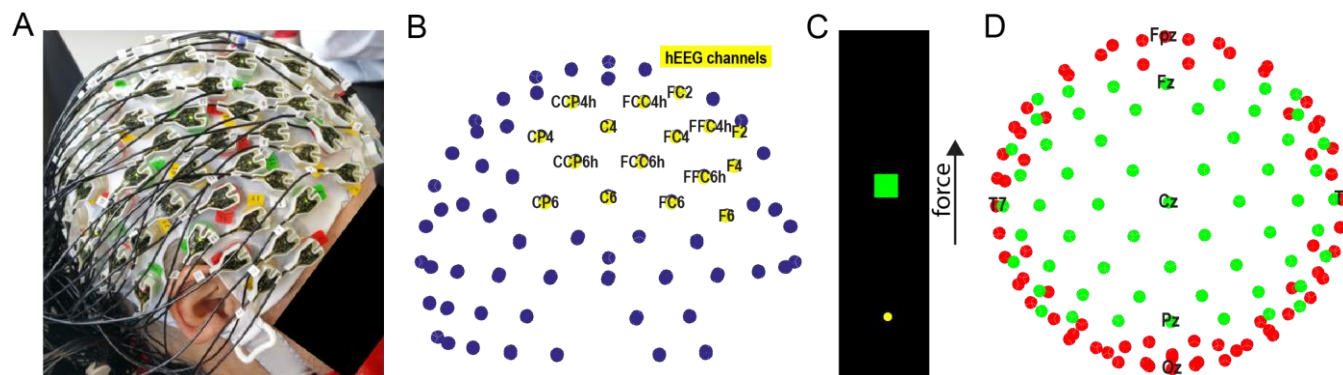 A
B
C
D
hEEG channels
CCP4h
FCC4h
FC2
C4
FFC4h
F2
CP4
FC4
CCP6h
FCC6h
F4
FFC6h
CP6
C6
FC6
F6
force
Fpz
Fz
T7
Cz
T
Pz
Oz